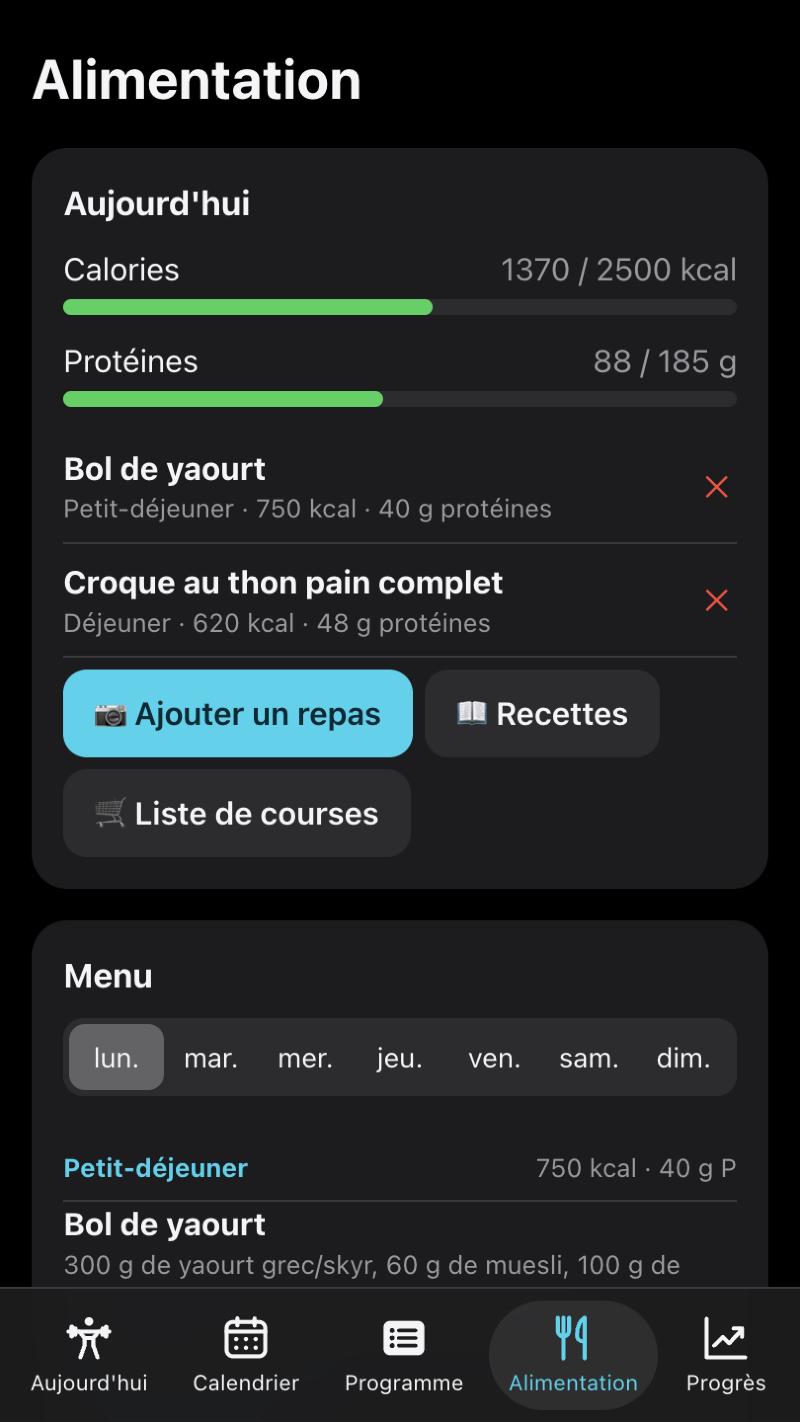 Alimentation
Aujourd'hui
Calories 1370 / 2500 kcal
Protéines 88 / 185 g
Bol de yaourt
Petit-déjeuner · 750 kcal · 40 g protéines
Croque au thon pain complet
Déjeuner · 620 kcal · 48 g protéines
Ajouter un repas
Recettes
Liste de courses
Menu
lun. mar. mer. jeu. ven. sam. dim.
Petit-déjeuner 750 kcal · 40 g P
Bol de yaourt
300 g de yaourt grec/skyr, 60 g de muesli, 100 g de
Aujourd'hui Calendrier Programme Alimentation Progrès